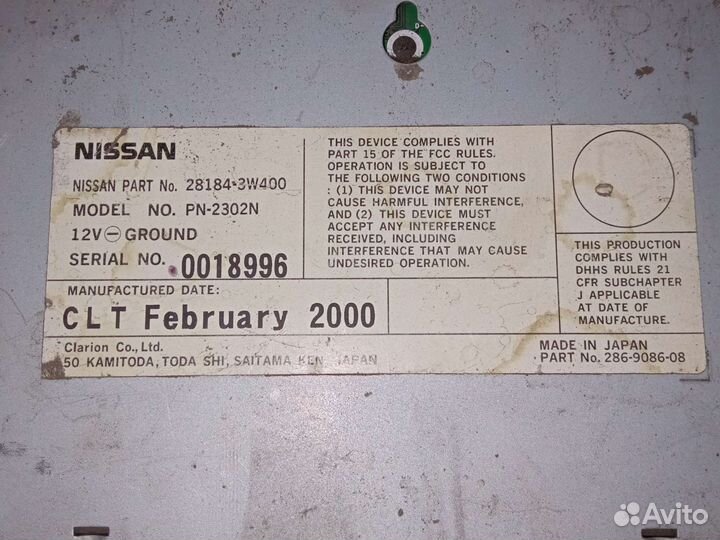 NISSAN
NISSAN PART No. 28184-3W400
MODEL NO. PN-2302N
12V⊖GROUND
SERIAL NO. 0018996
MANUFACTURED DATE:
CLT February 2000
Clarion Co., Ltd.
50 KAMITODA, TODA SHI, SAITAMA KEN, JAPAN
THIS DEVICE COMPLIES WITH
PART 15 OF THE FCC RULES.
OPERATION IS SUBJECT TO
THE FOLLOWING TWO CONDITIONS
: (1) THIS DEVICE MAY NOT
CAUSE HARMFUL INTERFERENCE,
AND (2) THIS DEVICE MUST
ACCEPT ANY INTERFERENCE
RECEIVED, INCLUDING
INTERFERENCE THAT MAY CAUSE
UNDESIRED OPERATION.
THIS PRODUCTION
COMPLIES WITH
DHHS RULES 21
CFR SUBCHAPTER
J APPLICABLE
AT DATE OF
MANUFACTURE.
MADE IN JAPAN
PART No. 286-9086-08
Avito